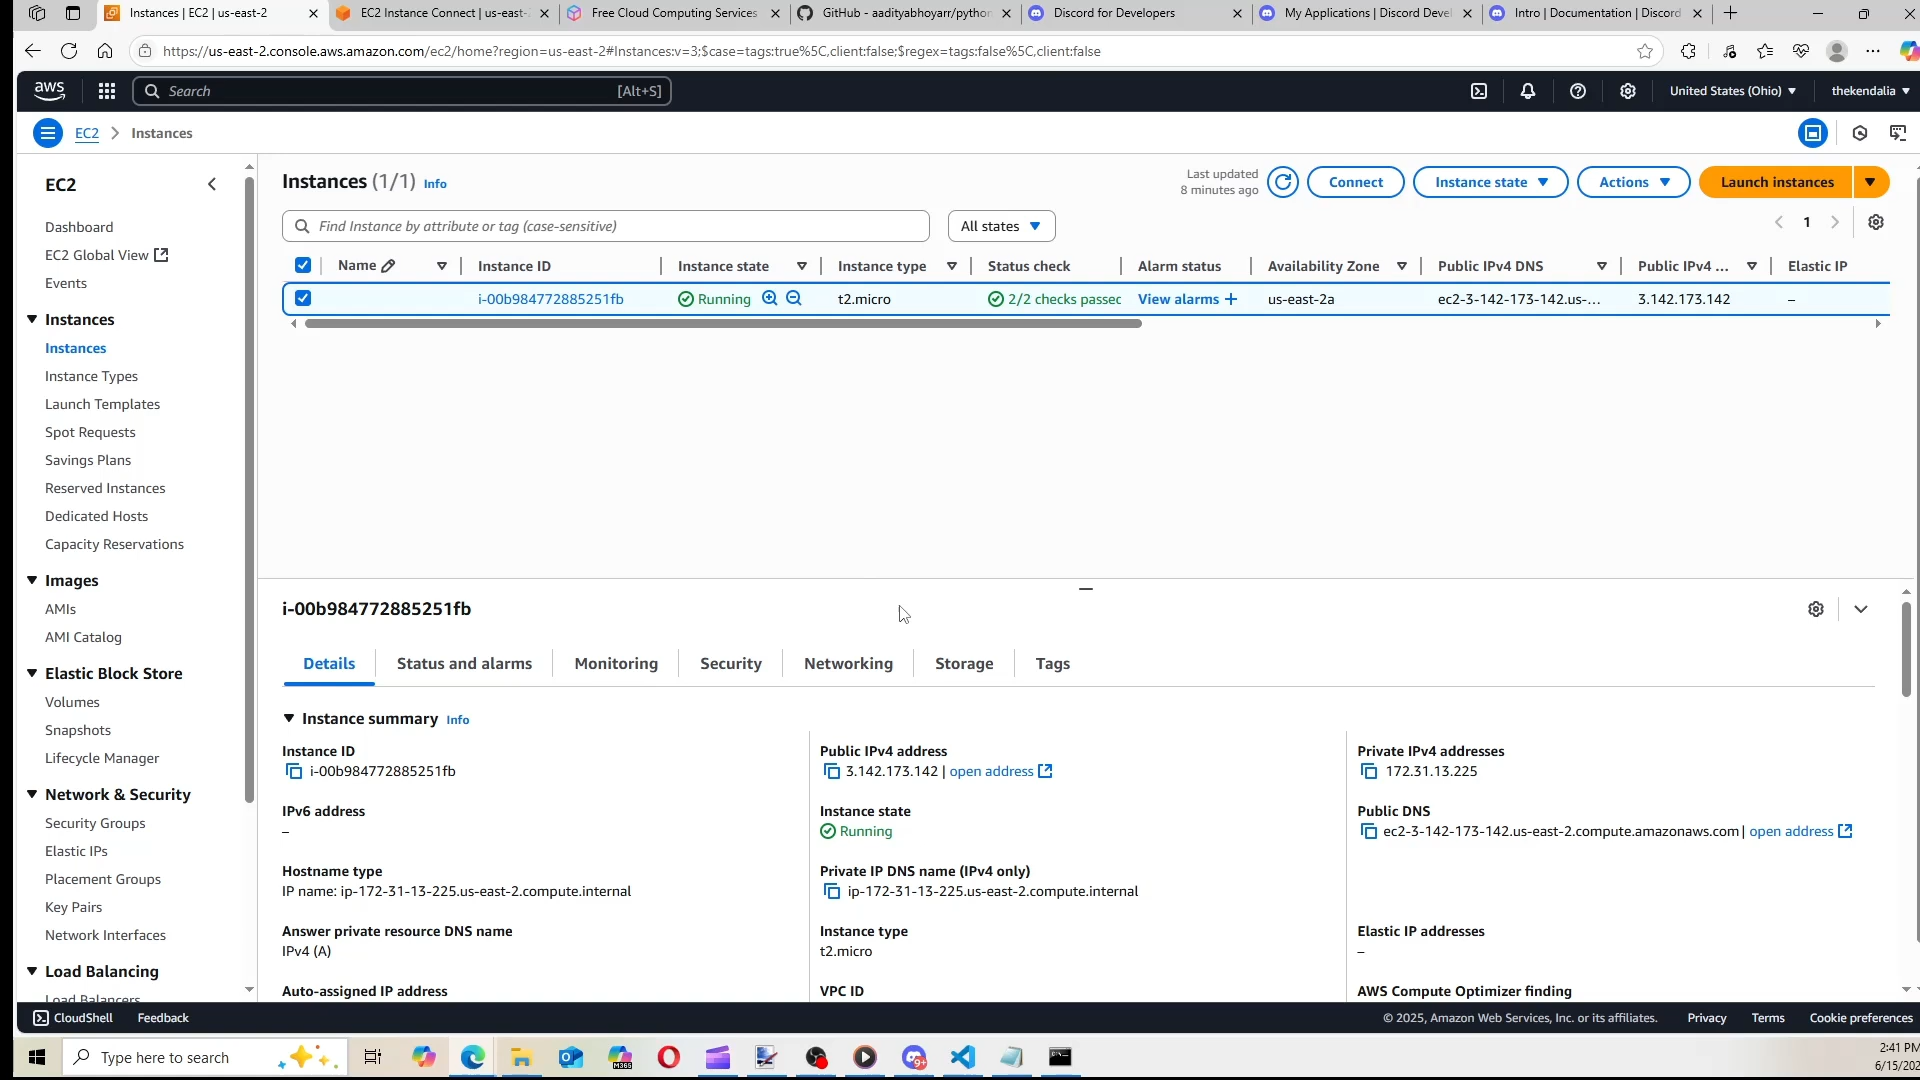 Instances | EC2 | us-east-2
EC2 Instance Connect | us-east-
Free Cloud Computing Services
GitHub - aadityabhoyarr/python
Discord for Developers
My Applications | Discord Deve
Intro | Documentation | Discord
https://us-east-2.console.aws.amazon.com/ec2/home?region=us-east-2#Instances:v=3;$case=tags:true%5C,client:false;$regex=tags:false%5C,client:false
aws
Search
[Alt+S]
United States (Ohio)
thekendalia
EC2
Instances
EC2
Dashboard
EC2 Global View
Events
Instances
Instances
Instance Types
Launch Templates
Spot Requests
Savings Plans
Reserved Instances
Dedicated Hosts
Capacity Reservations
Images
AMIs
AMI Catalog
Elastic Block Store
Volumes
Snapshots
Lifecycle Manager
Network & Security
Security Groups
Elastic IPs
Placement Groups
Key Pairs
Network Interfaces
Load Balancing
Load Balancers
Instances (1/1) Info
Last updated
8 minutes ago
Connect
Instance state
Actions
Launch instances
Find Instance by attribute or tag (case-sensitive)
All states
1
Name
Instance ID
Instance state
Instance type
Status check
Alarm status
Availability Zone
Public IPv4 DNS
Public IPv4 ...
Elastic IP
i-00b984772885251fb
Running
t2.micro
2/2 checks passec
View alarms +
us-east-2a
ec2-3-142-173-142.us-...
3.142.173.142
–
i-00b984772885251fb
Details
Status and alarms
Monitoring
Security
Networking
Storage
Tags
Instance summary Info
Instance ID
i-00b984772885251fb
Public IPv4 address
3.142.173.142 | open address
Private IPv4 addresses
172.31.13.225
IPv6 address
–
Instance state
Running
Public DNS
ec2-3-142-173-142.us-east-2.compute.amazonaws.com | open address
Hostname type
IP name: ip-172-31-13-225.us-east-2.compute.internal
Private IP DNS name (IPv4 only)
ip-172-31-13-225.us-east-2.compute.internal
Answer private resource DNS name
IPv4 (A)
Instance type
t2.micro
Elastic IP addresses
–
Auto-assigned IP address
VPC ID
AWS Compute Optimizer finding
CloudShell
Feedback
© 2025, Amazon Web Services, Inc. or its affiliates.
Privacy
Terms
Cookie preferences
Type here to search
M365
9+
2:41 PM
6/15/202